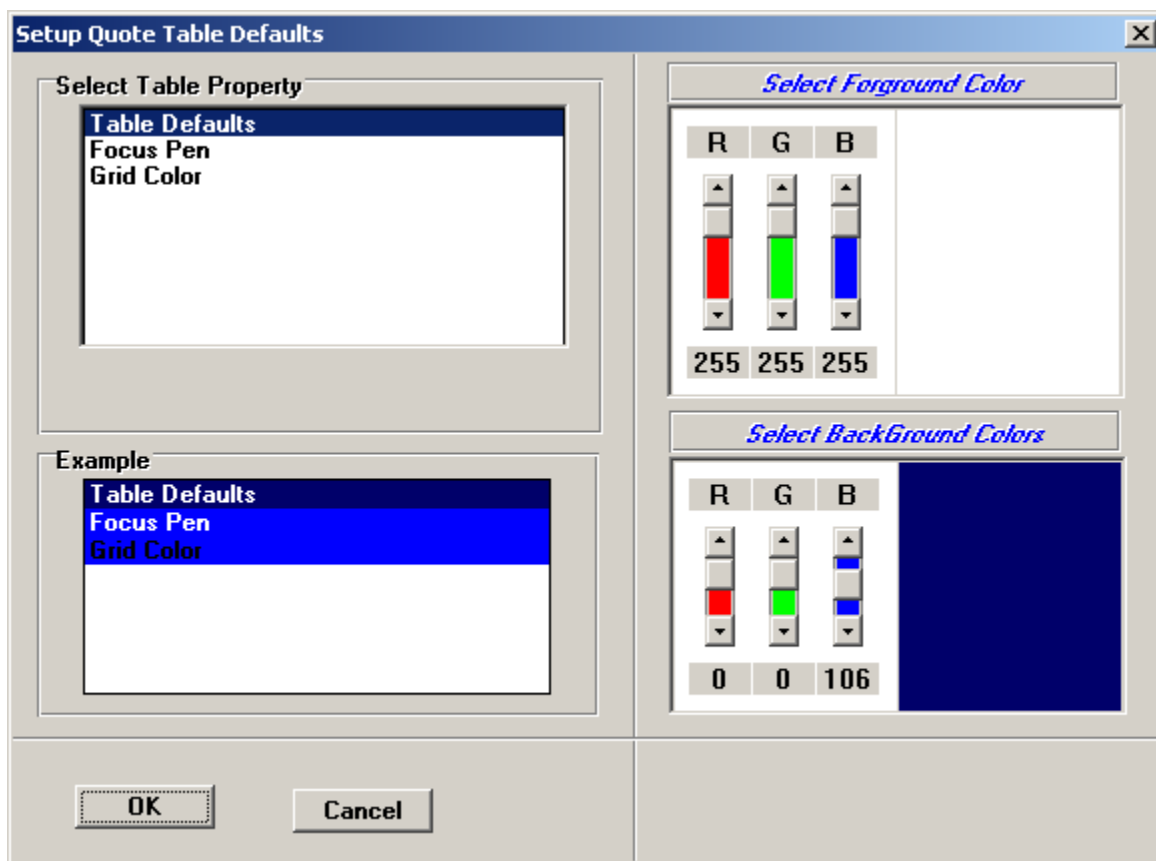 Setup Quote Table Defaults
Select Table Property
Table Defaults
Focus Pen
Grid Color
Example
Table Defaults
Focus Pen
Grid Color
OK
Cancel
Select Forground Color
R G B
255 255 255
Select BackGround Colors
R G B
0 0 106